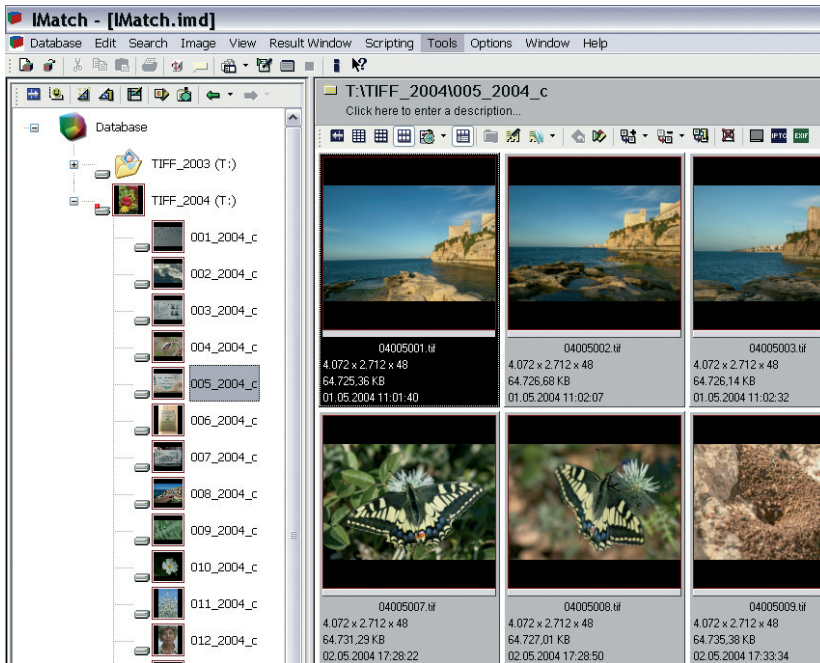 IMatch - [IMatch.imd]
Database Edit Search Image View Result Window Scripting Tools Options Window Help
T:\TIFF_2004\005_2004_c
Click here to enter a description...
IPTC EXIF
Database
TIFF_2003 (T:)
TIFF_2004 (T:)
001_2004_c
002_2004_c
003_2004_c
004_2004_c
005_2004_c
006_2004_c
007_2004_c
008_2004_c
009_2004_c
010_2004_c
011_2004_c
012_2004_c
04005001.tif
4.072 x 2.712 x 48
64.725,36 KB
01.05.2004 11:01:40
04005002.tif
4.072 x 2.712 x 48
64.726,68 KB
01.05.2004 11:02:07
04005003.tif
4.072 x 2.712 x 48
64.726,14 KB
01.05.2004 11:02:32
04005007.tif
4.072 x 2.712 x 48
64.731,29 KB
02.05.2004 17:28:22
04005008.tif
4.072 x 2.712 x 48
64.727,01 KB
02.05.2004 17:28:50
04005009.tif
4.072 x 2.712 x 48
64.735,38 KB
02.05.2004 17:33:34